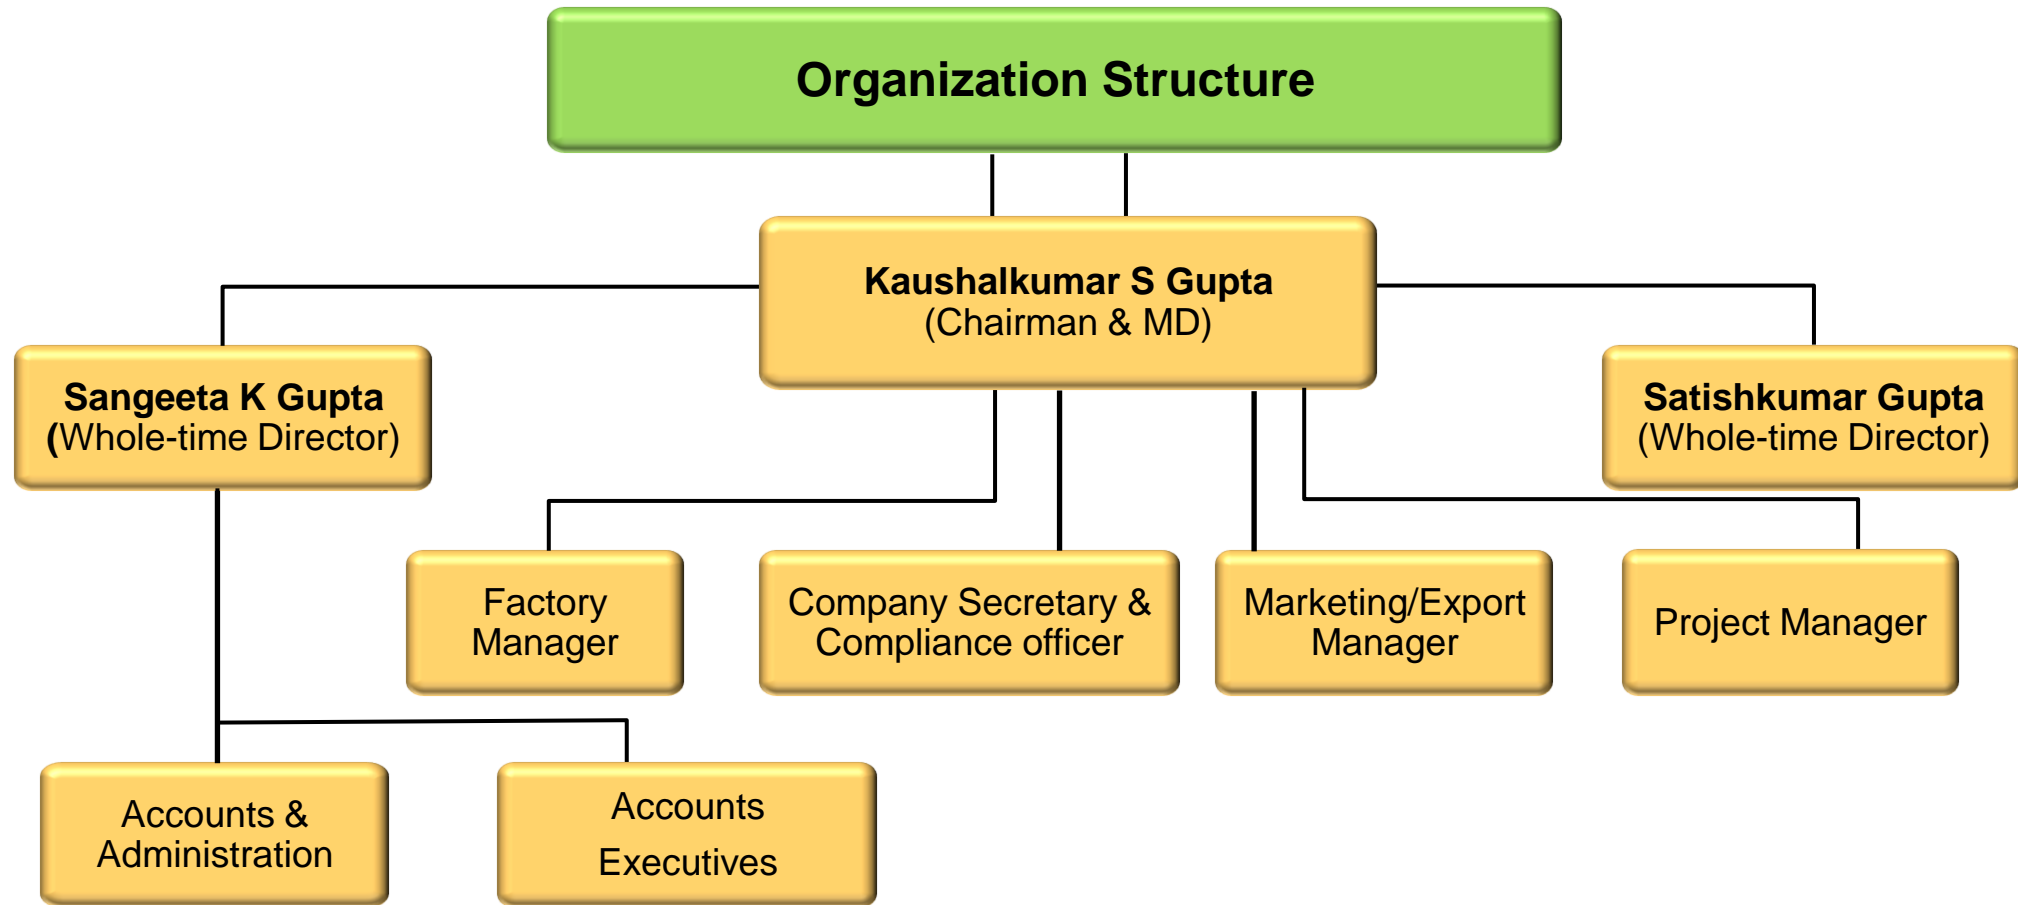 Organization Structure
Kaushalkumar S Gupta
(Chairman & MD)
Sangeeta K Gupta
(Whole-time Director)
Satishkumar Gupta
(Whole-time Director)
Factory
Manager
Company Secretary &
Compliance officer
Marketing/Export
Manager
Project Manager
Accounts &
Administration
Accounts
Executives